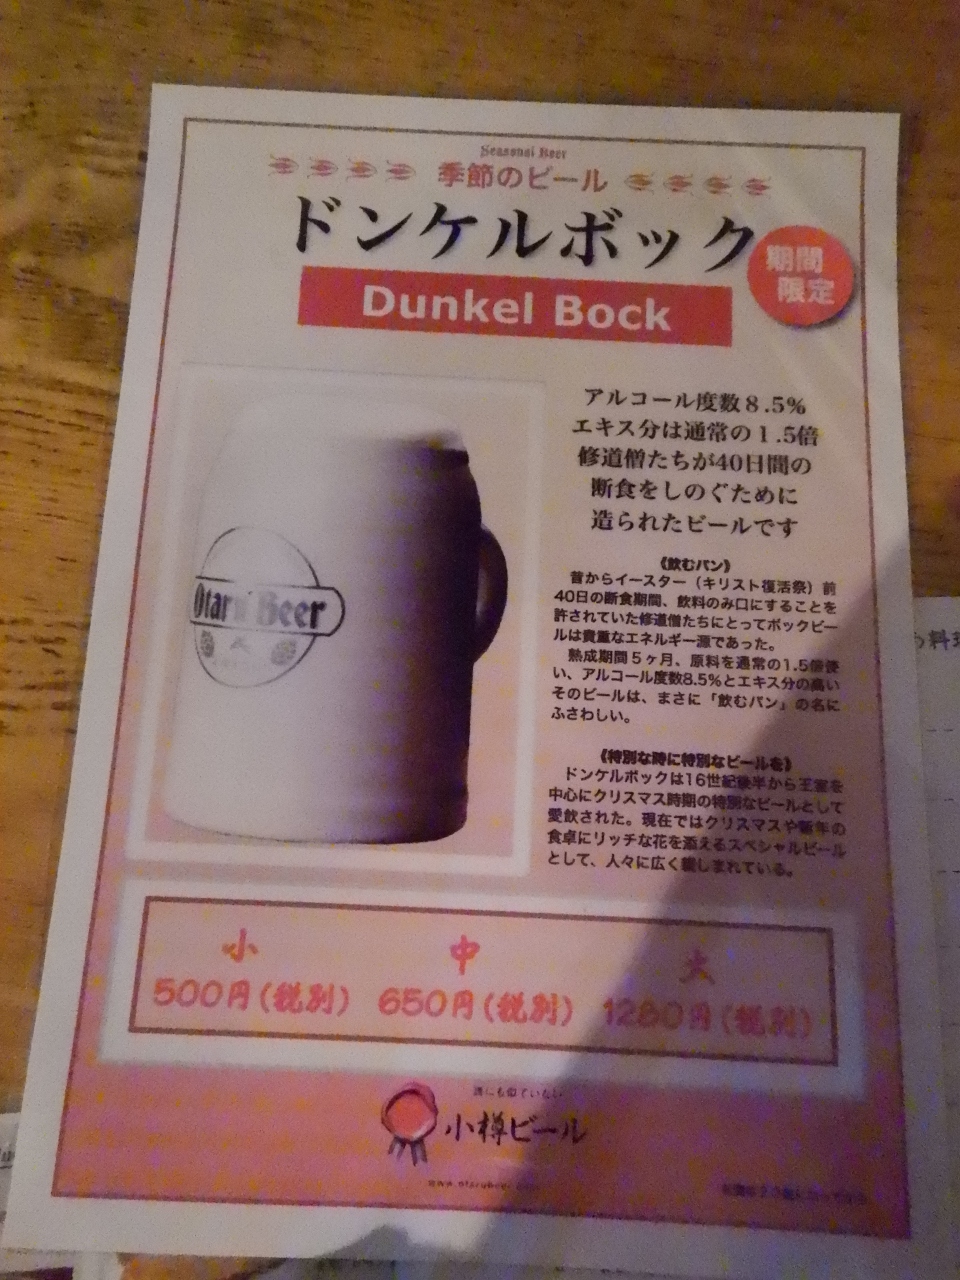 Seasonal Beer
季節のビール
ドンケルボック
期間
限定
Dunkel Bock
アルコール度数8.5%
エキス分は通常の1.5倍
修道僧たちが40日間の
断食をしのぐために
造られたビールです
《飲むパン》
昔からイースター（キリスト復活祭）前
40日の断食期間、飲料のみ口にすることを
許されていた修道僧たちにとってボックビー
ルは貴重なエネルギー源であった。
熟成期間5ヶ月、原料を通常の1.5倍使
い、アルコール度数8.5%とエキス分の高い
そのビールは、まさに「飲むパン」の名に
ふさわしい。
《特別な時に特別なビールを》
ドンケルボックは16世紀後半から王室を
中心にクリスマス時期の特別なビールとして
愛飲された。現在ではクリスマスや新年の
食卓にリッチな花を添えるスペシャルビール
として、人々に広く親しまれている。
Otaru Beer
小 中 大
500円(税別) 650円(税別) 1280円(税別)
誰にも似ていない
小樽ビール
www.otarubeer.com
料理